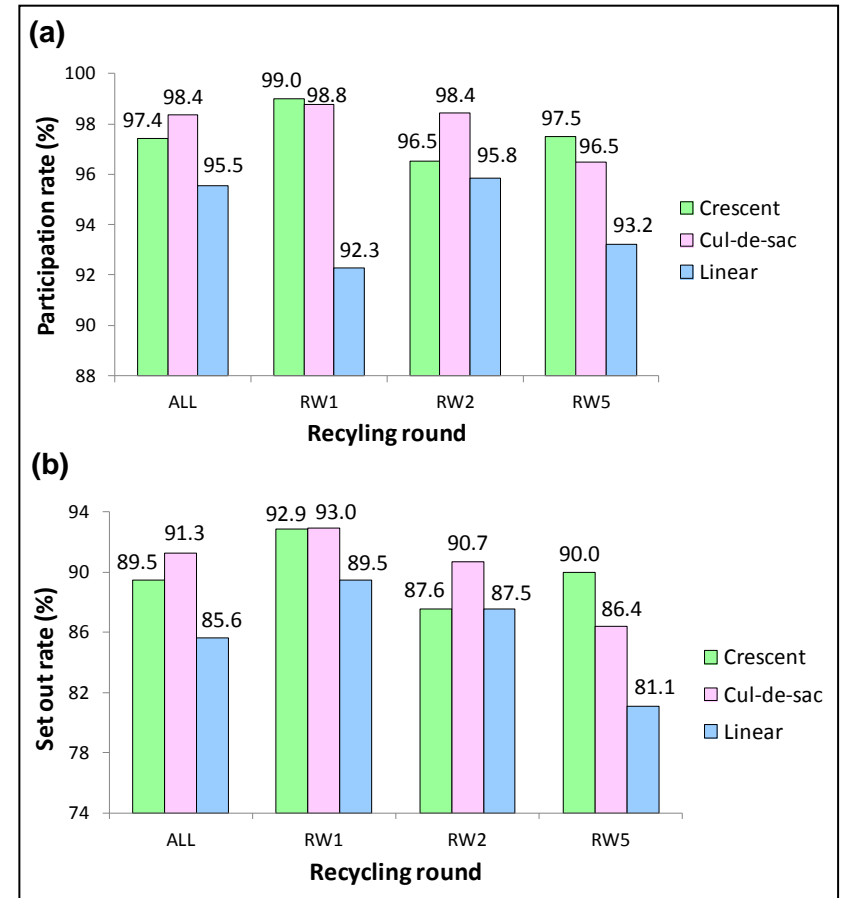 (a)
Participation rate (%)
100
98
96
94
92
90
88
97.4
98.4
95.5
99.0
98.8
92.3
96.5
98.4
95.8
97.5
96.5
93.2
ALL
RW1
RW2
RW5
Recyling round
Crescent
Cul-de-sac
Linear
(b)
Set out rate (%)
94
90
86
82
78
74
89.5
91.3
85.6
92.9
93.0
89.5
87.6
90.7
87.5
90.0
86.4
81.1
ALL
RW1
RW2
RW5
Recycling round
Crescent
Cul-de-sac
Linear